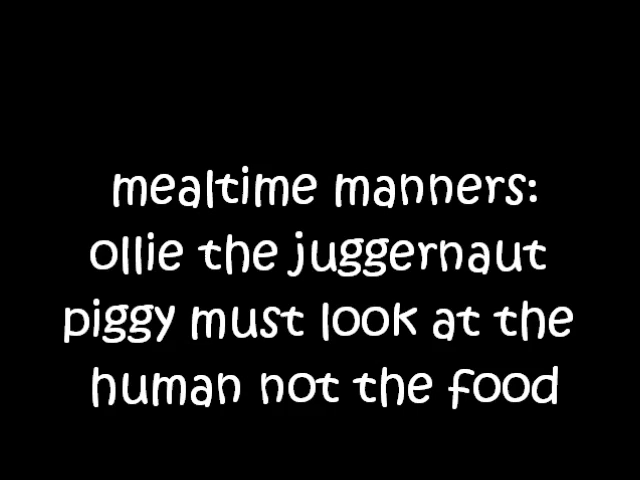 mealtime manners:
ollie the juggernaut
piggy must look at the
human not the food